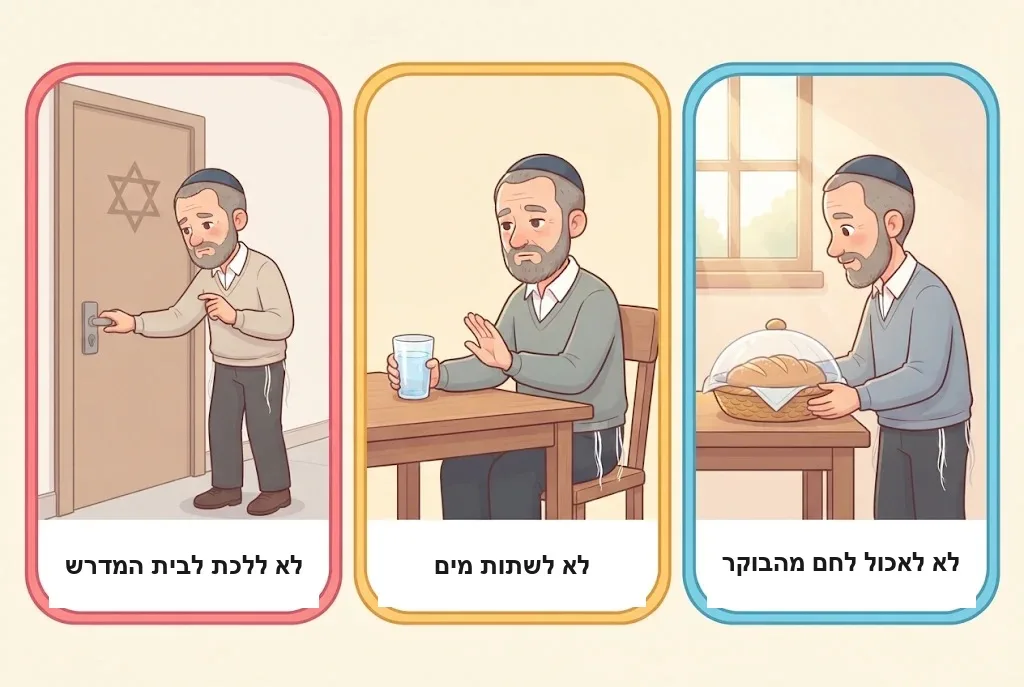 לא לאכול לחם מהבוקר
לא לשתות מים
לא ללכת לבית המדרש